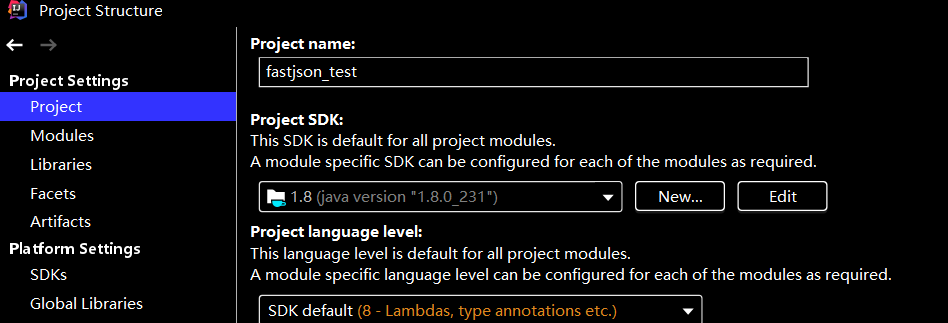 Project Structure
Project Settings
Project
Modules
Libraries
Facets
Artifacts
Platform Settings
SDKs
Global Libraries
Project name:
fastjson_test
Project SDK:
This SDK is default for all project modules.
A module specific SDK can be configured for each of the modules as required.
1.8 (java version "1.8.0_231")
New...
Edit
Project language level:
This language level is default for all project modules.
A module specific language level can be configured for each of the modules as required.
SDK default (8 - Lambdas, type annotations etc.)